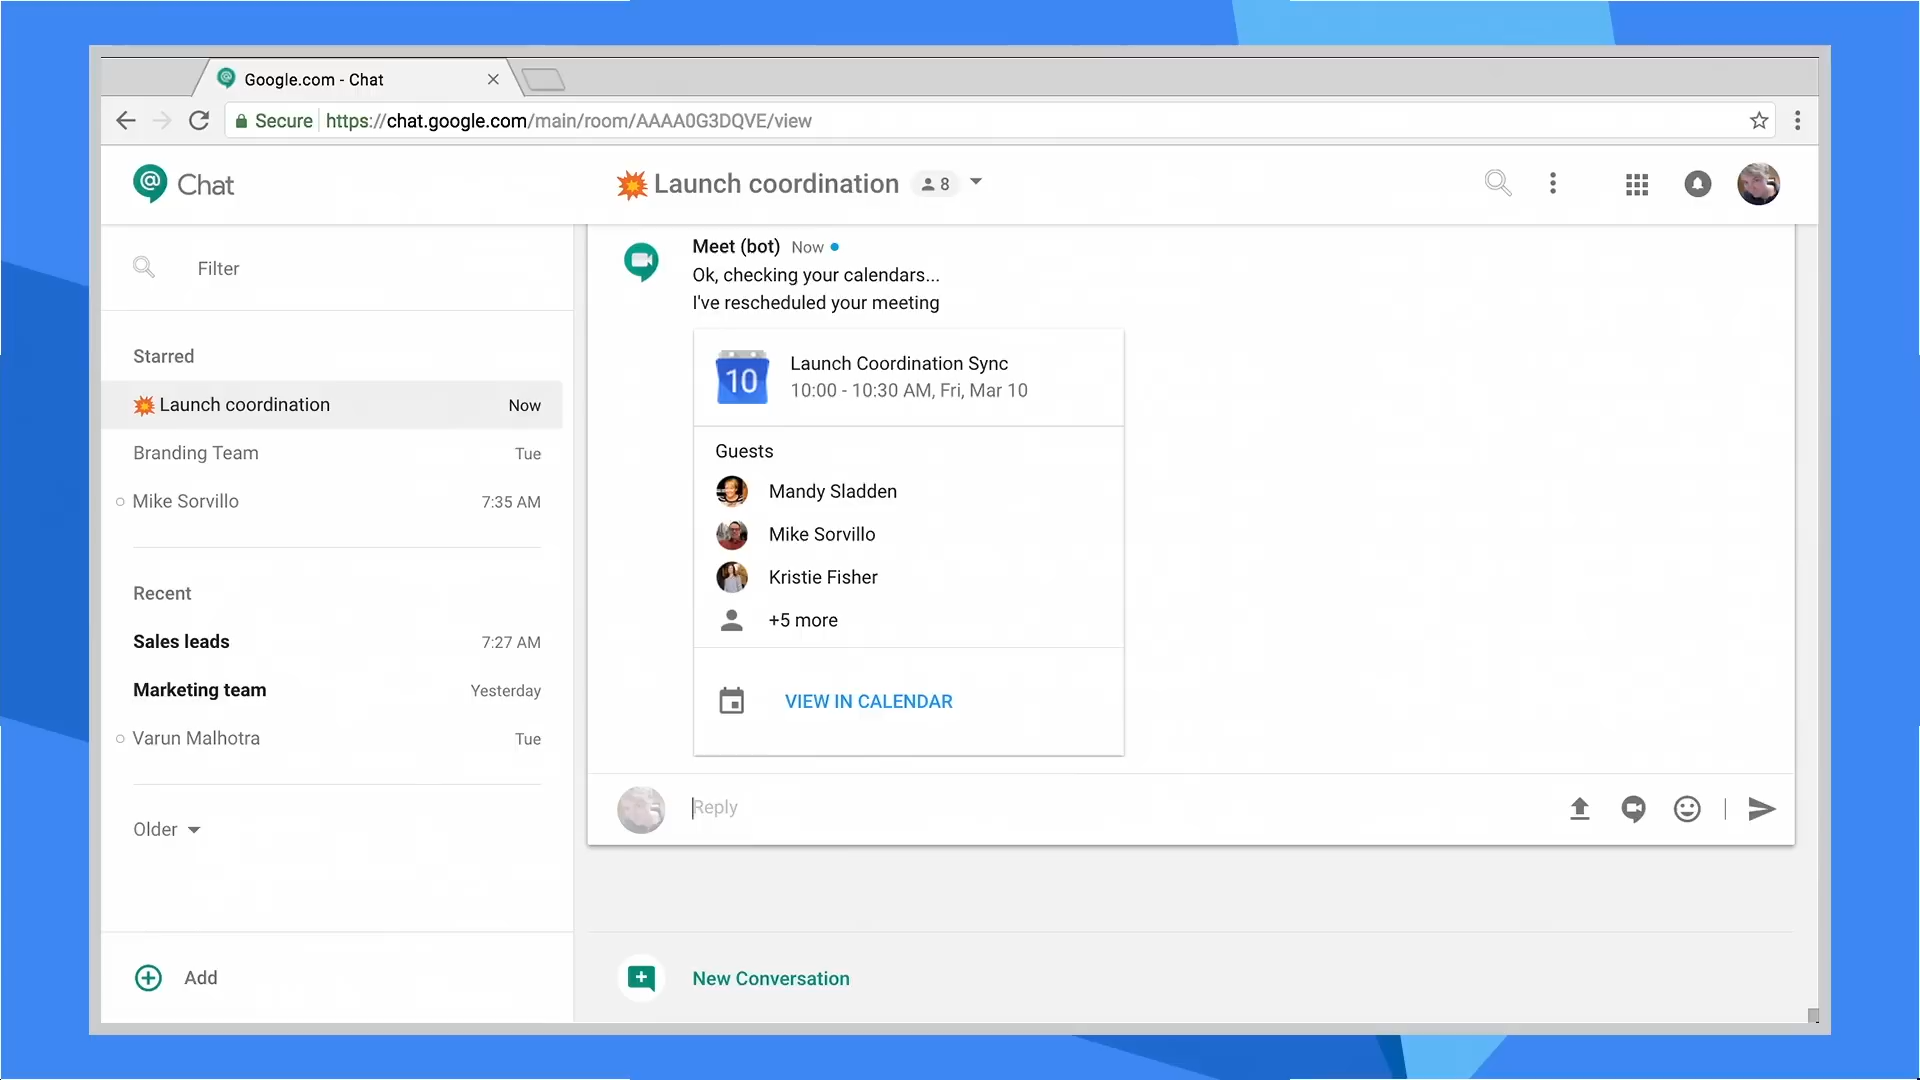 Google.com - Chat
Secure https://chat.google.com/main/room/AAAA0G3DQVE/view
Chat
Launch coordination 8
Filter
Starred
Launch coordination Now
Branding Team Tue
Mike Sorvillo 7:35 AM
Recent
Sales leads 7:27 AM
Marketing team Yesterday
Varun Malhotra Tue
Older
Add
Meet (bot) Now
Ok, checking your calendars...
I've rescheduled your meeting
10
Launch Coordination Sync
10:00 - 10:30 AM, Fri, Mar 10
Guests
Mandy Sladden
Mike Sorvillo
Kristie Fisher
+5 more
VIEW IN CALENDAR
Reply
New Conversation